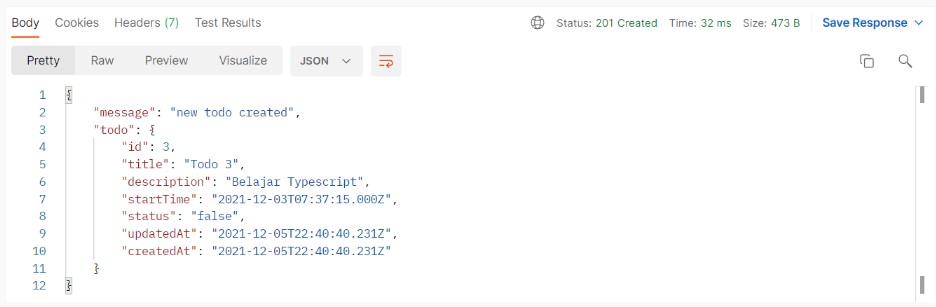 Body Cookies Headers (7) Test Results Status: 201 Created Time: 32 ms Size: 473 B Save Response
Pretty Raw Preview Visualize JSON
1 {
2 "message": "new todo created",
3 "todo": {
4 "id": 3,
5 "title": "Todo 3",
6 "description": "Belajar Typescript",
7 "startTime": "2021-12-03T07:37:15.000Z",
8 "status": "false",
9 "updatedAt": "2021-12-05T22:40:40.231Z",
10 "createdAt": "2021-12-05T22:40:40.231Z"
11 }
12 }